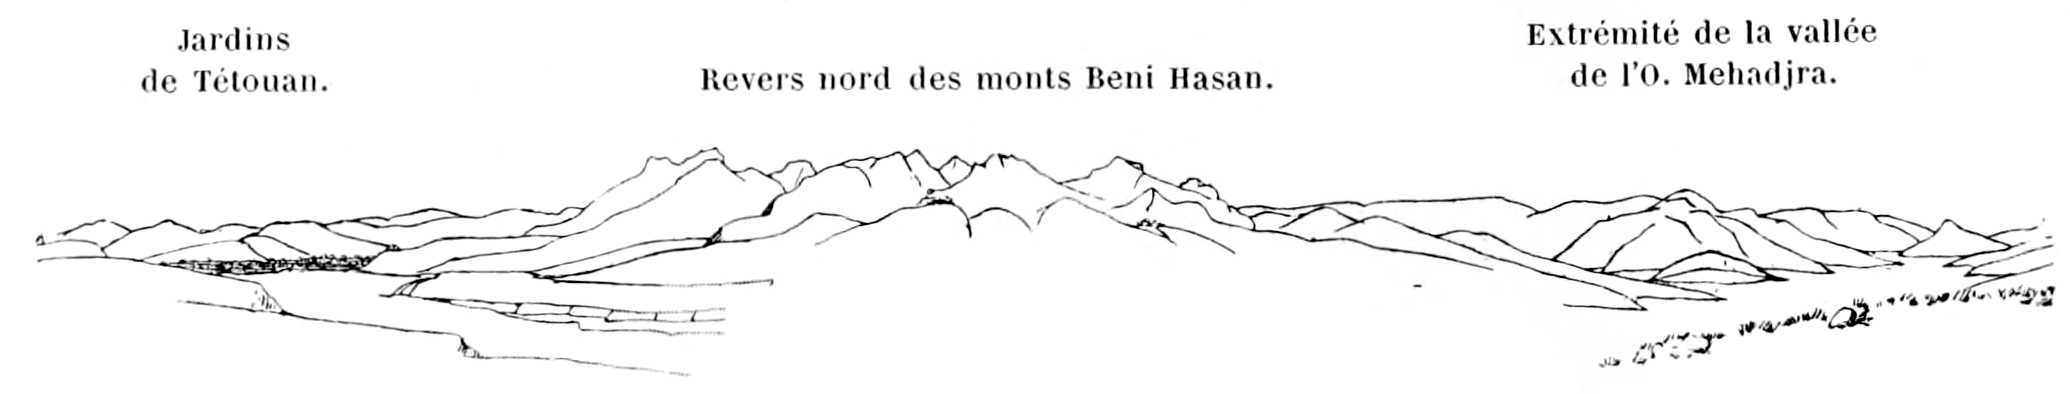 Jardins
de Tétouan.
Revers nord des monts Beni Hasan.
Extrémité de la vallée
de l'O. Mehadjra.